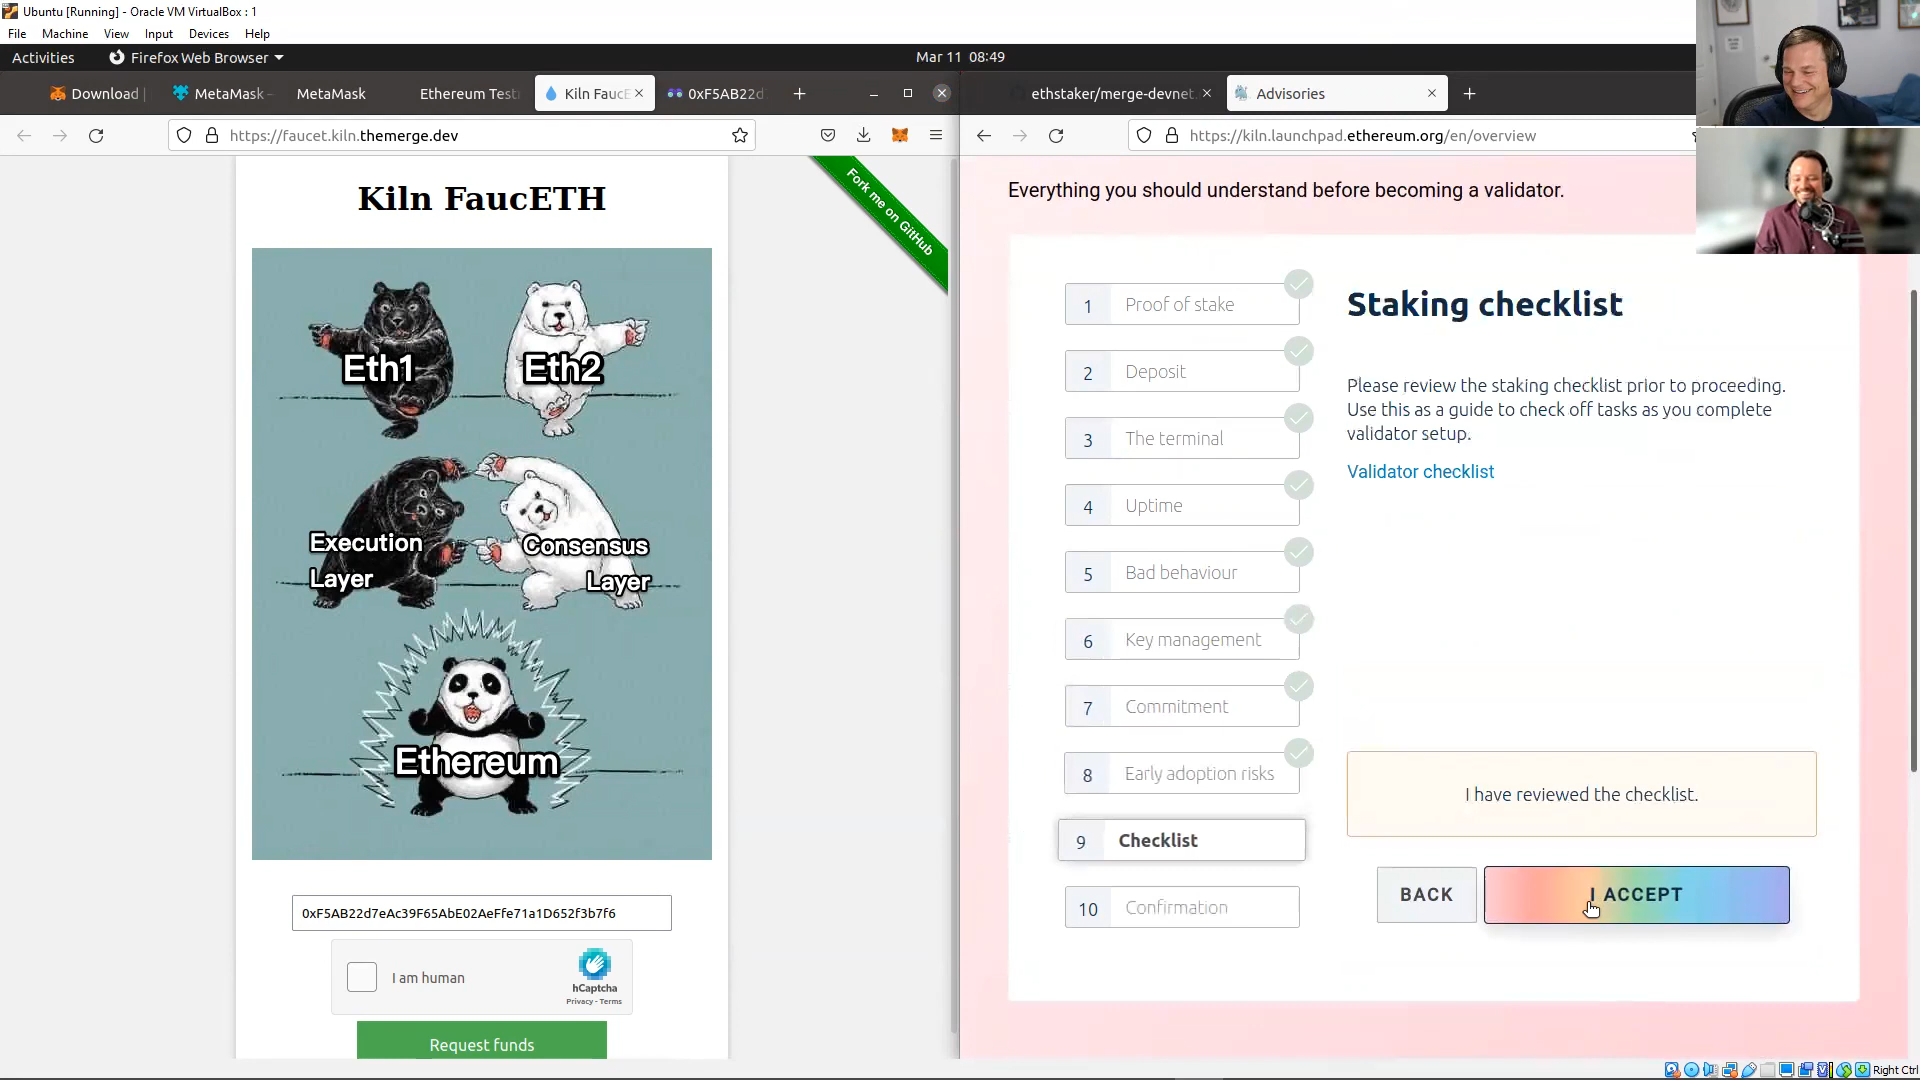 Ubuntu [Running] - Oracle VM VirtualBox : 1
File Machine View Input Devices Help
Activities Firefox Web Browser Mar 11 08:49
Download MetaMask - MetaMask Ethereum Test Kiln FaucE 0xF5AB22d
ethstaker/merge-devnet. Advisories
https://faucet.kiln.themerge.dev
https://kiln.launchpad.ethereum.org/en/overview
Kiln FaucETH
Fork me on GitHub
Eth1 Eth2
Execution Layer
Consensus Layer
Ethereum
0xF5AB22d7eAc39F65AbE02AeFfe71a1D652f3b7f6
I am human
hCaptcha
Privacy - Terms
Request funds
Everything you should understand before becoming a validator.
1 Proof of stake
2 Deposit
3 The terminal
4 Uptime
5 Bad behaviour
6 Key management
7 Commitment
8 Early adoption risks
9 Checklist
10 Confirmation
Staking checklist
Please review the staking checklist prior to proceeding.
Use this as a guide to check off tasks as you complete
validator setup.
Validator checklist
I have reviewed the checklist.
BACK I ACCEPT
Right Ctrl